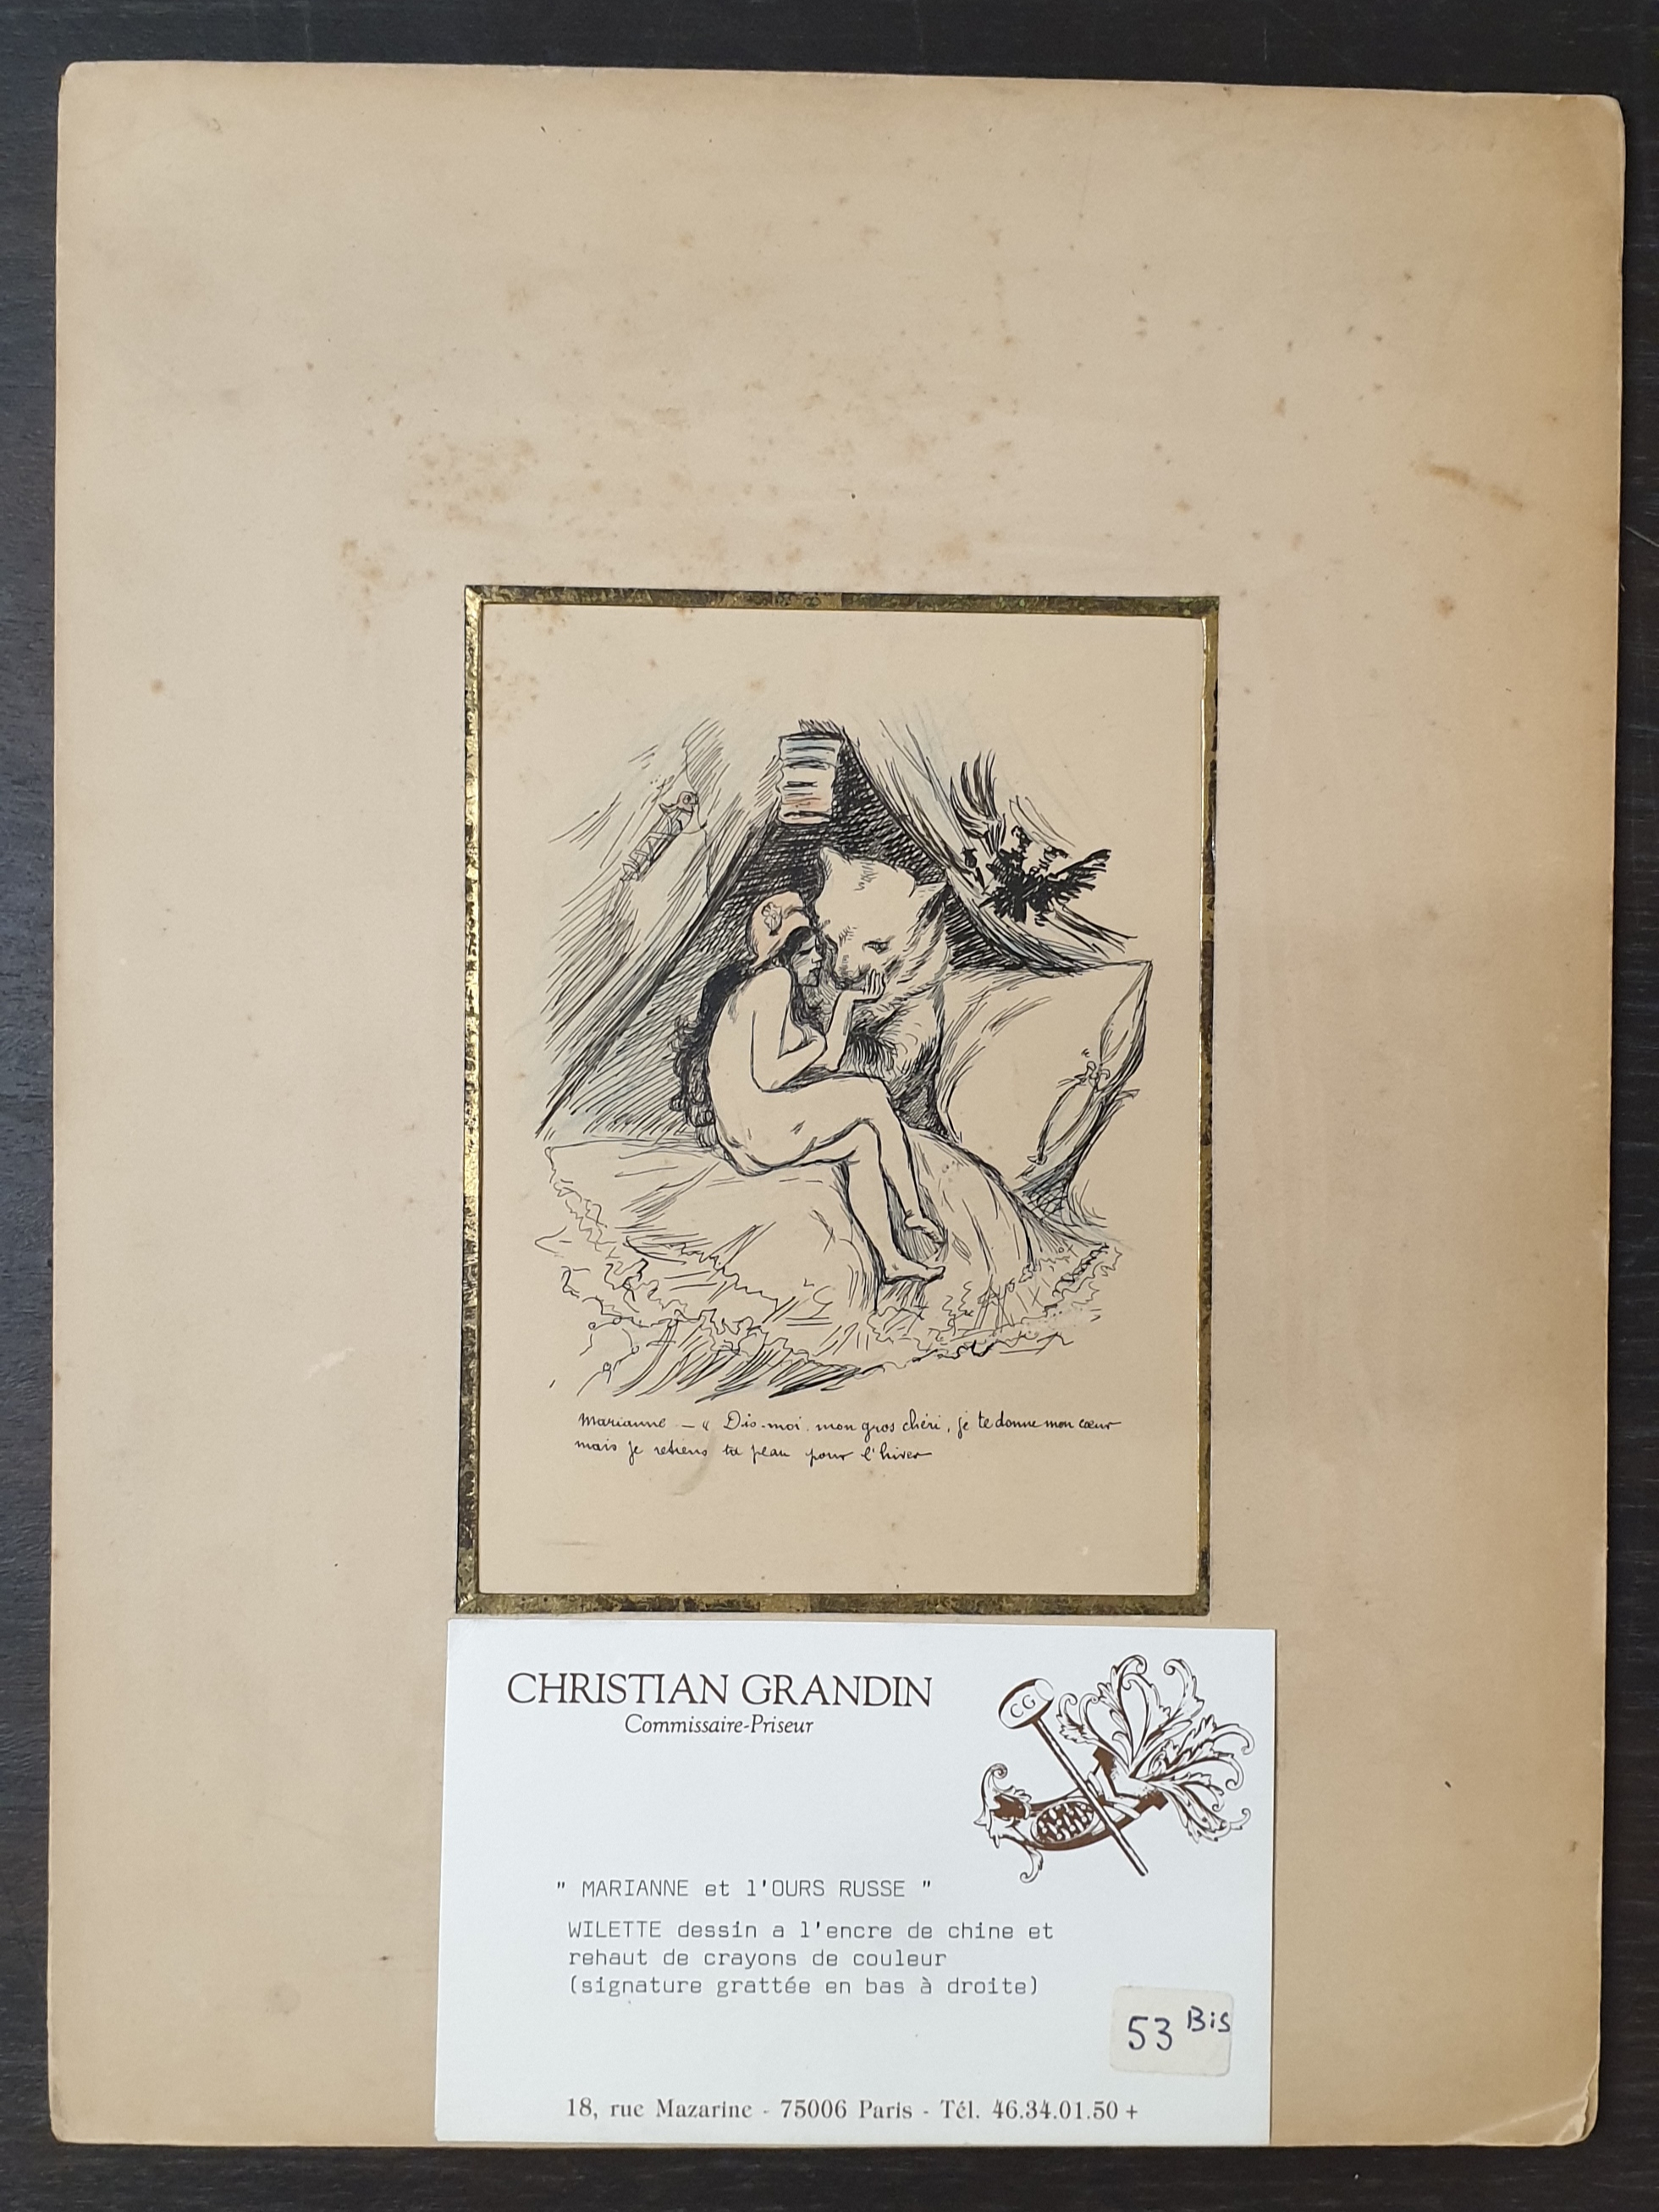 Marianne — « Dis-moi mon gros chéri, je te donne mon cœur
mais je retiens ta peau pour l'hiver
CHRISTIAN GRANDIN
Commissaire-Priseur
CG
" MARIANNE et l'OURS RUSSE "
WILETTE dessin a l'encre de chine et
rehaut de crayons de couleur
(signature grattée en bas à droite)
53 Bis
18, rue Mazarine - 75006 Paris - Tél. 46.34.01.50 +